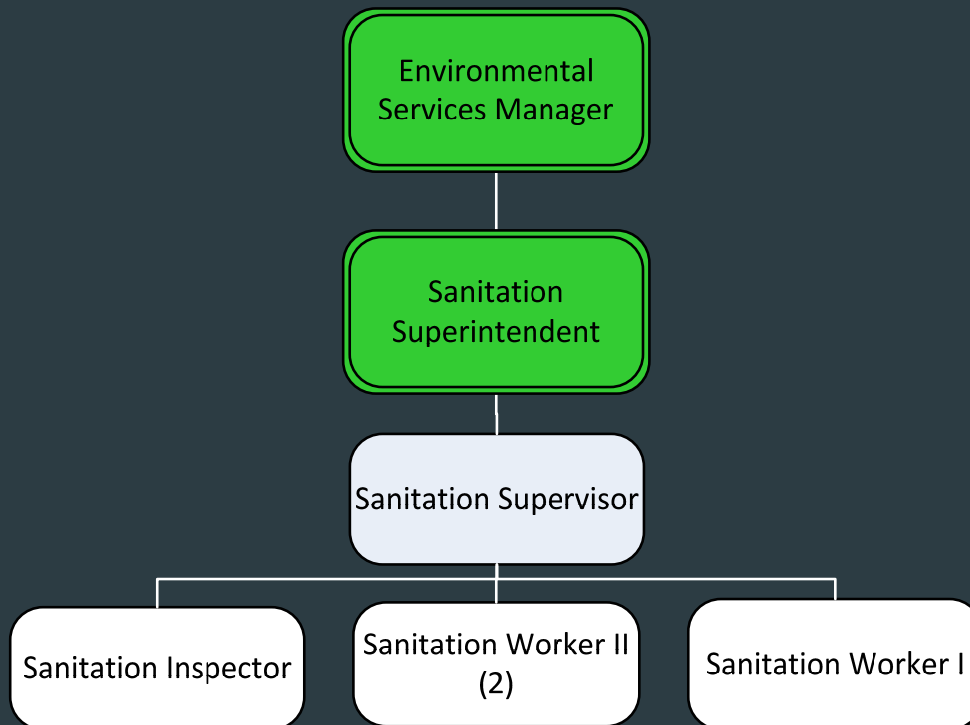 Environmental
Services Manager
Sanitation
Superintendent
Sanitation Supervisor
Sanitation Inspector
Sanitation Worker II
(2)
Sanitation Worker I